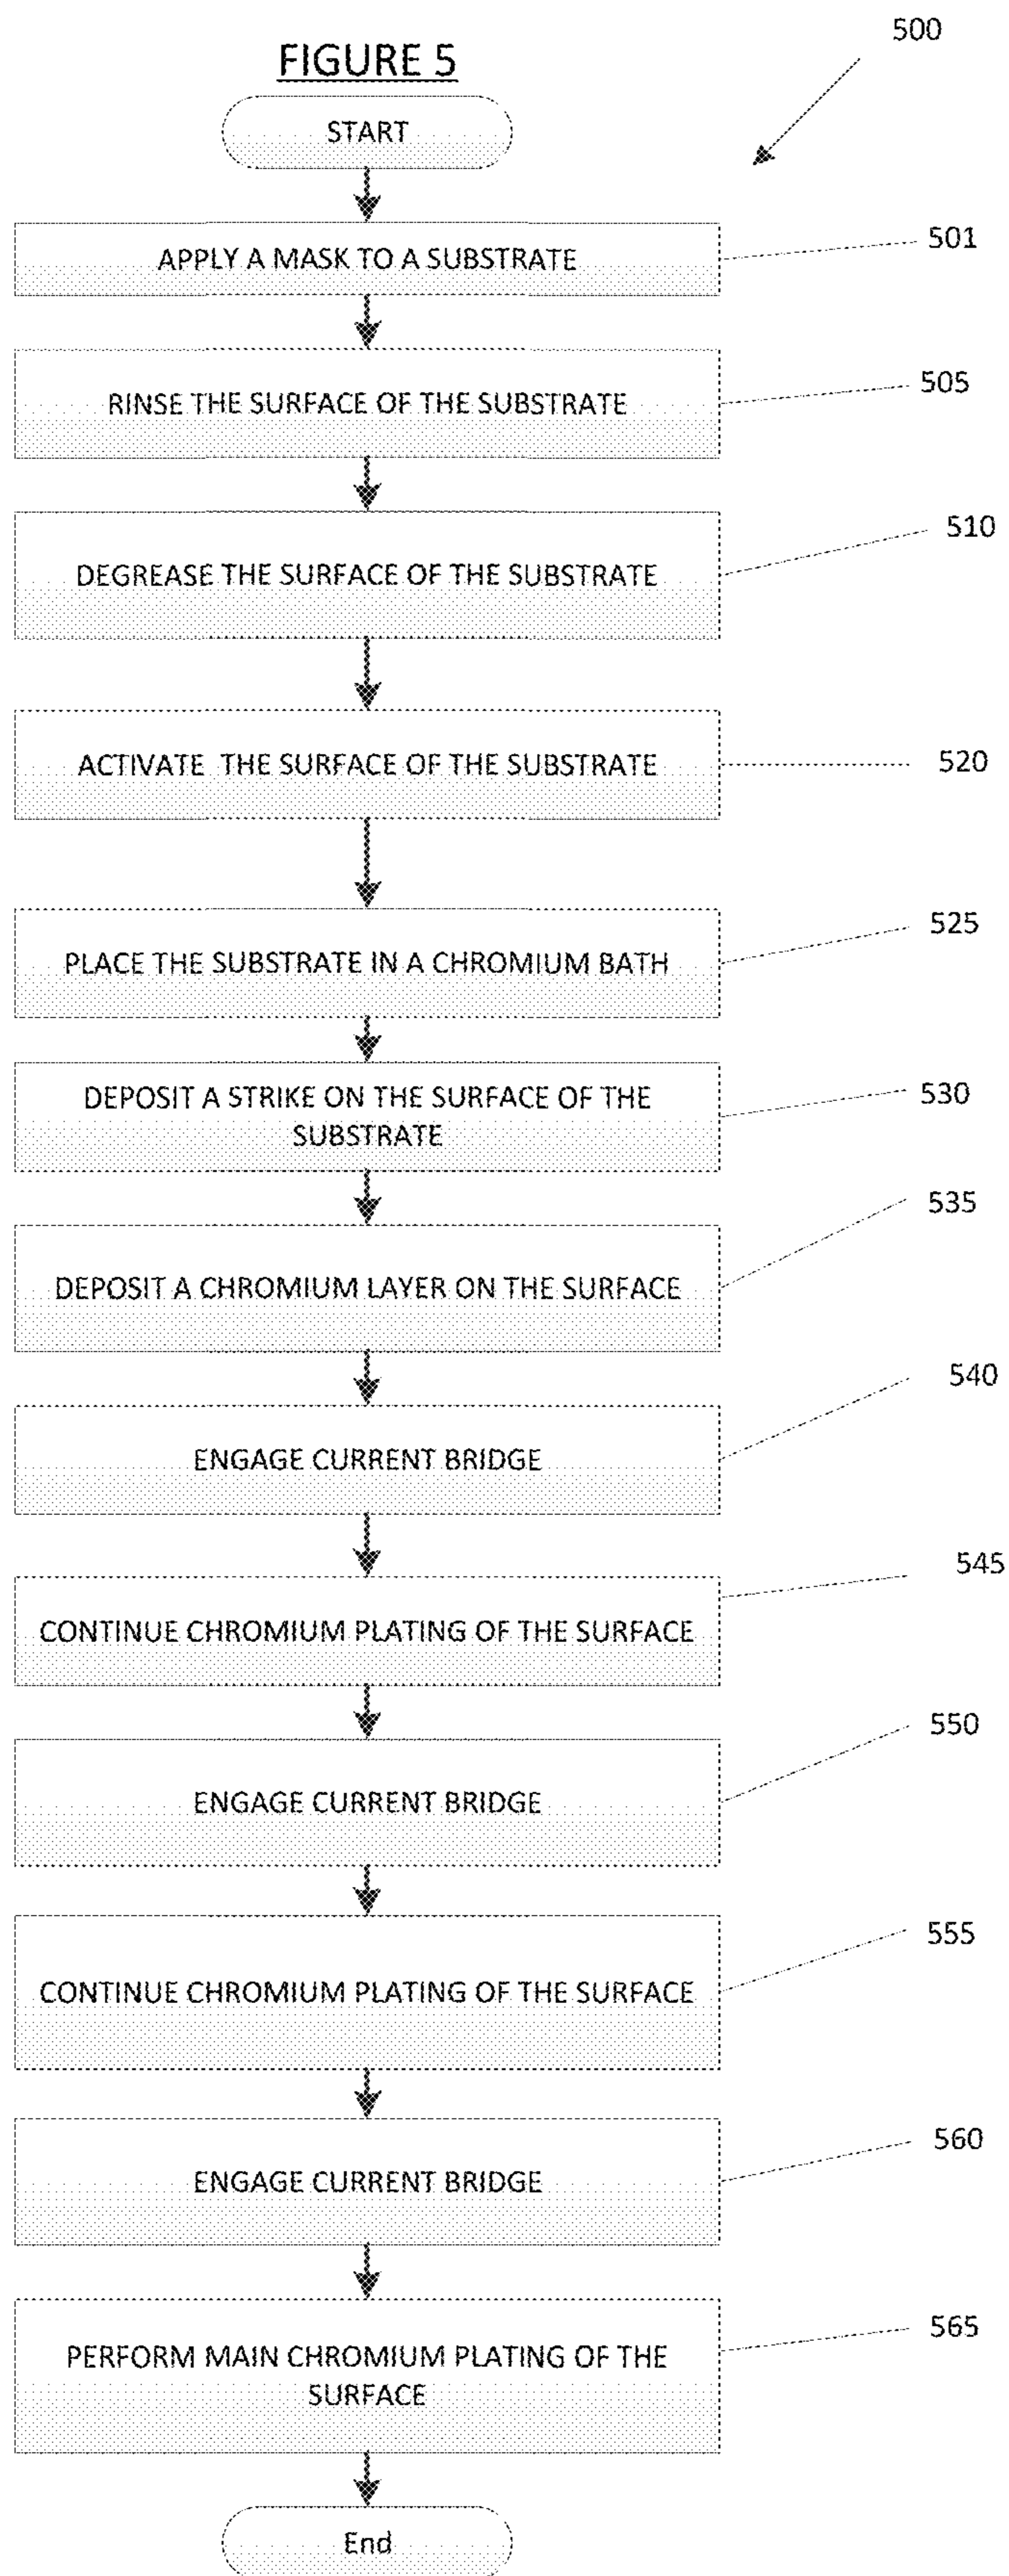 500
FIGURE 5
START
APPLY A MASK TO A SUBSTRATE
501
RINSE THE SURFACE OF THE SUBSTRATE
505
DEGREASE THE SURFACE OF THE SUBSTRATE
510
ACTIVATE THE SURFACE OF THE SUBSTRATE
520
PLACE THE SUBSTRATE IN A CHROMIUM BATH
525
DEPOSIT A STRIKE ON THE SURFACE OF THE
SUBSTRATE
530
DEPOSIT A CHROMIUM LAYER ON THE SURFACE
535
ENGAGE CURRENT BRIDGE
540
CONTINUE CHROMIUM PLATING OF THE SURFACE
545
ENGAGE CURRENT BRIDGE
550
CONTINUE CHROMIUM PLATING OF THE SURFACE
555
ENGAGE CURRENT BRIDGE
560
PERFORM MAIN CHROMIUM PLATING OF THE
SURFACE
565
End